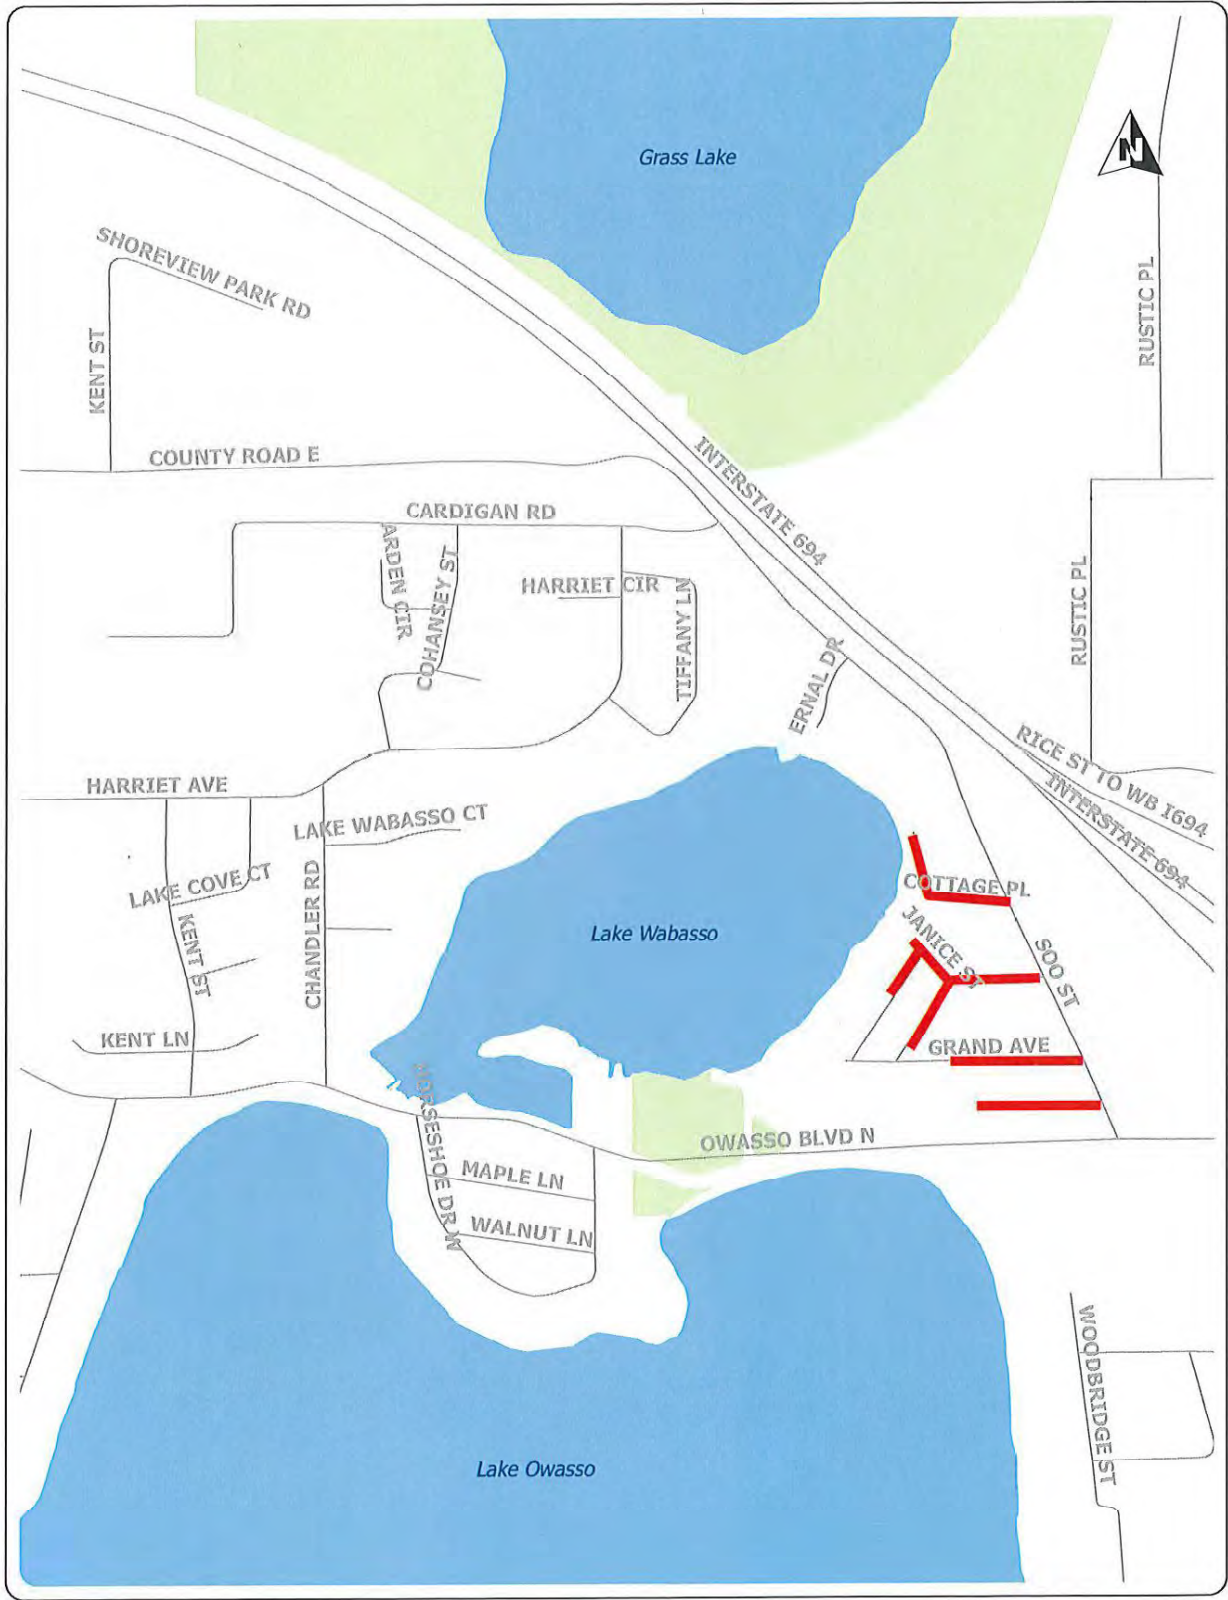 Grass Lake
N
SHOREVIEW PARK RD
KENT ST
RUSTIC PL
COUNTY ROAD E
INTERSTATE 694
CARDIGAN RD
ARDEN CIR
COHANSEY ST
HARRIET CIR
TIFFANY LN
RUSTIC PL
ERNAL DR
RICE ST TO WB I694
INTERSTATE 694
HARRIET AVE
LAKE WABASSO CT
LAKE COVE CT
CHANDLER RD
KENT ST
COTTAGE PL
JANICE ST
Lake Wabasso
SOO ST
KENT LN
GRAND AVE
HORSESHOE DR W
OWASSO BLVD N
MAPLE LN
WALNUT LN
WOODBRIDGE ST
Lake Owasso